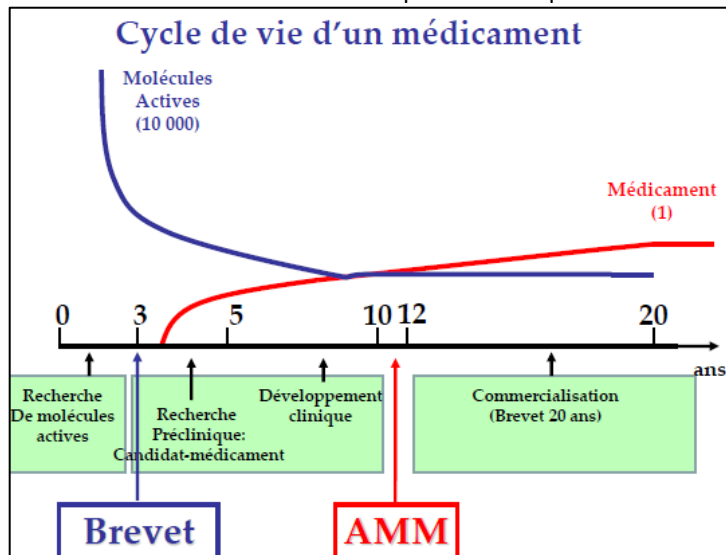 Cycle de vie d'un médicament
Molécules
Actives
(10 000)
Médicament
(1)
0 3 5 10 12 20
ans
Recherche
De molécules
actives
Recherche
Préclinique:
Candidat-médicament
Développement
clinique
Commercialisation
(Brevet 20 ans)
Brevet
AMM